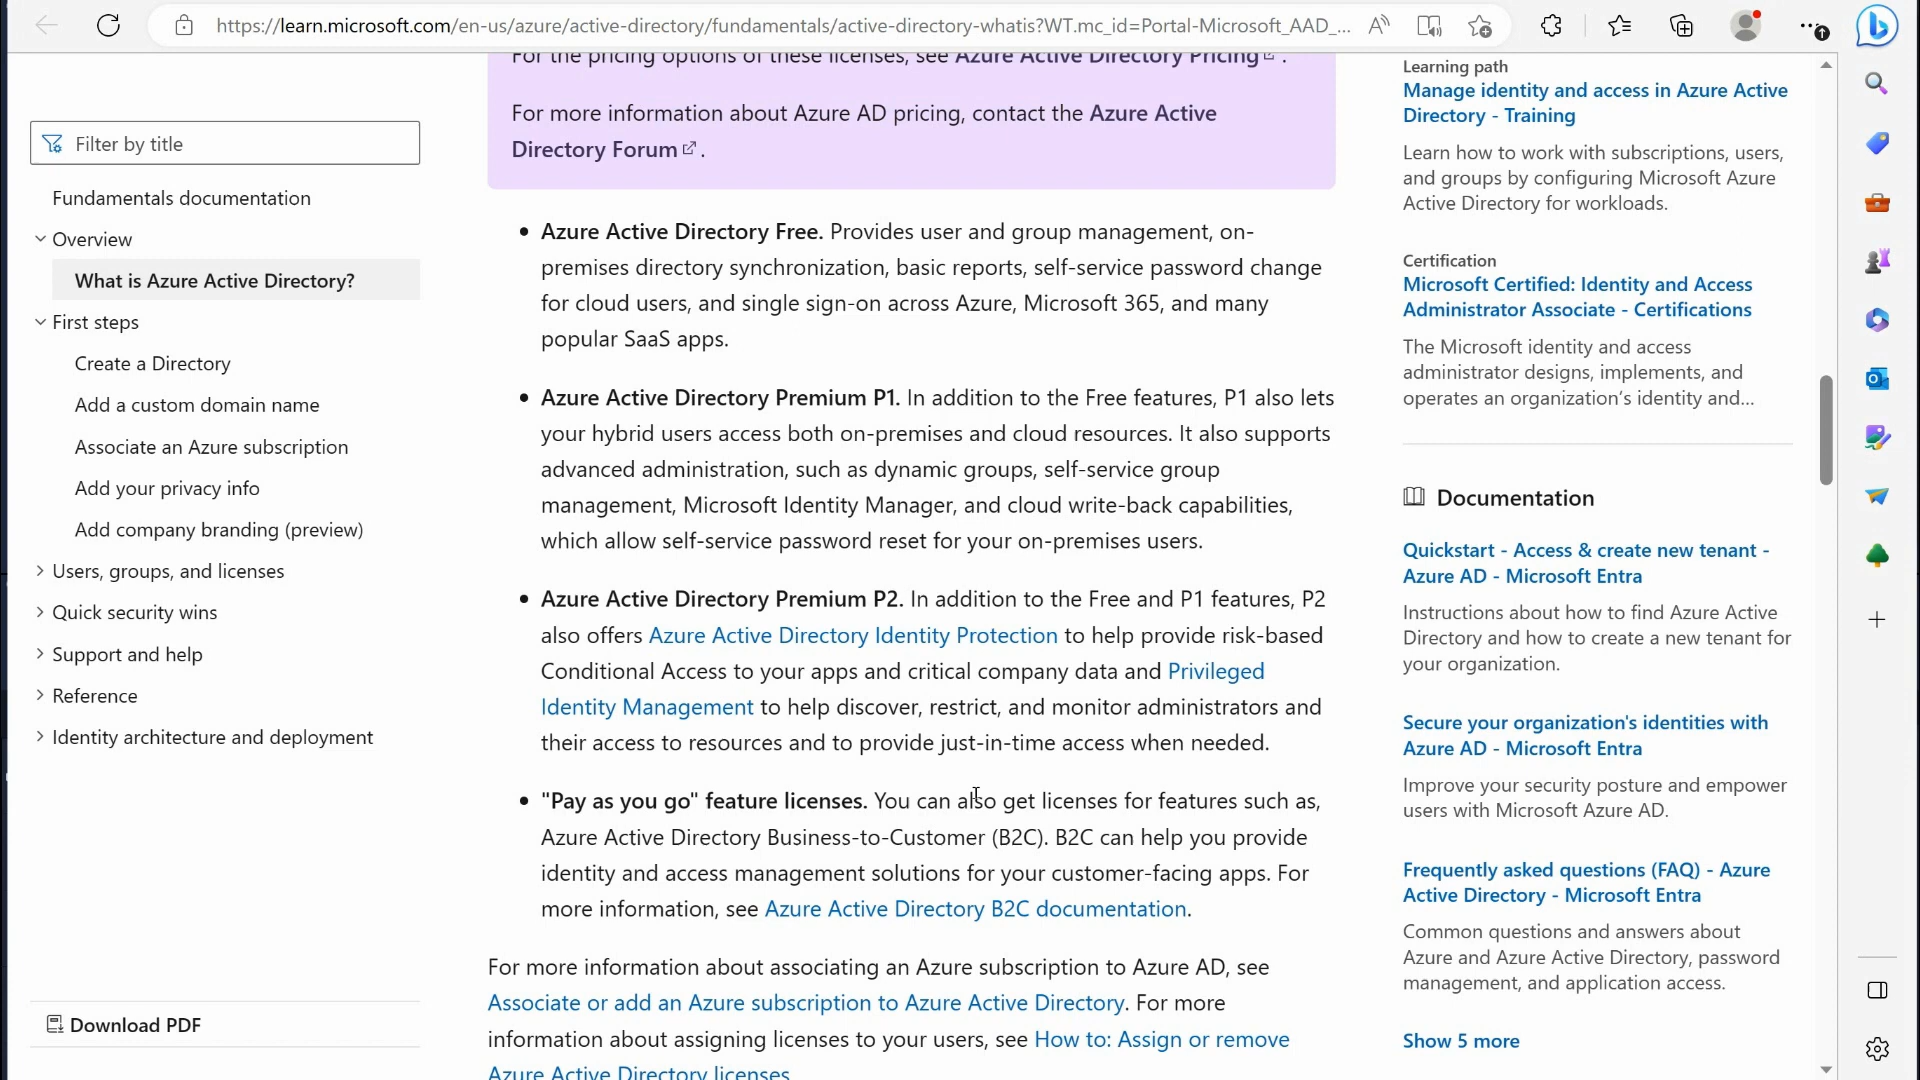 https://learn.microsoft.com/en-us/azure/active-directory/fundamentals/active-directory-whatis?WT.mc_id=Portal-Microsoft_AAD_...
Filter by title
Fundamentals documentation
Overview
What is Azure Active Directory?
First steps
Create a Directory
Add a custom domain name
Associate an Azure subscription
Add your privacy info
Add company branding (preview)
Users, groups, and licenses
Quick security wins
Support and help
Reference
Identity architecture and deployment
Download PDF
For the pricing options of these licenses, see Azure Active Directory Pricing.
For more information about Azure AD pricing, contact the Azure Active
Directory Forum.
• Azure Active Directory Free. Provides user and group management, on-
premises directory synchronization, basic reports, self-service password change
for cloud users, and single sign-on across Azure, Microsoft 365, and many
popular SaaS apps.
• Azure Active Directory Premium P1. In addition to the Free features, P1 also lets
your hybrid users access both on-premises and cloud resources. It also supports
advanced administration, such as dynamic groups, self-service group
management, Microsoft Identity Manager, and cloud write-back capabilities,
which allow self-service password reset for your on-premises users.
• Azure Active Directory Premium P2. In addition to the Free and P1 features, P2
also offers Azure Active Directory Identity Protection to help provide risk-based
Conditional Access to your apps and critical company data and Privileged
Identity Management to help discover, restrict, and monitor administrators and
their access to resources and to provide just-in-time access when needed.
• "Pay as you go" feature licenses. You can also get licenses for features such as,
Azure Active Directory Business-to-Customer (B2C). B2C can help you provide
identity and access management solutions for your customer-facing apps. For
more information, see Azure Active Directory B2C documentation.
For more information about associating an Azure subscription to Azure AD, see
Associate or add an Azure subscription to Azure Active Directory. For more
information about assigning licenses to your users, see How to: Assign or remove
Azure Active Directory licenses
Learning path
Manage identity and access in Azure Active
Directory - Training
Learn how to work with subscriptions, users,
and groups by configuring Microsoft Azure
Active Directory for workloads.
Certification
Microsoft Certified: Identity and Access
Administrator Associate - Certifications
The Microsoft identity and access
administrator designs, implements, and
operates an organization's identity and...
Documentation
Quickstart - Access & create new tenant -
Azure AD - Microsoft Entra
Instructions about how to find Azure Active
Directory and how to create a new tenant for
your organization.
Secure your organization's identities with
Azure AD - Microsoft Entra
Improve your security posture and empower
users with Microsoft Azure AD.
Frequently asked questions (FAQ) - Azure
Active Directory - Microsoft Entra
Common questions and answers about
Azure and Azure Active Directory, password
management, and application access.
Show 5 more